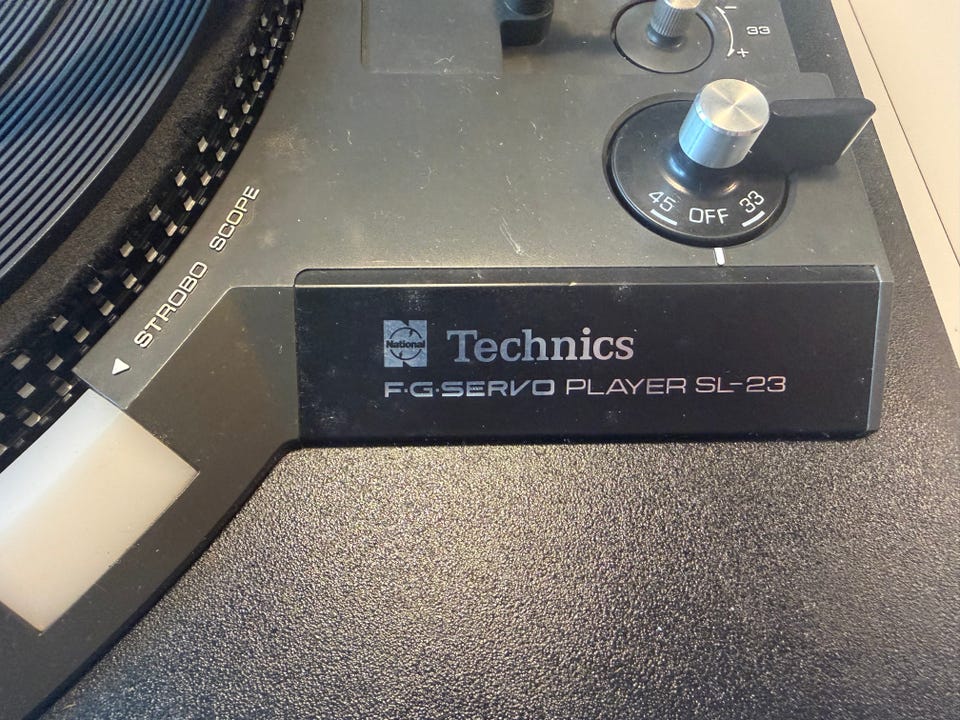 − 33
+
45 OFF 33
◁ STROBO SCOPE
National Technics
F·G·SERVO PLAYER SL-23